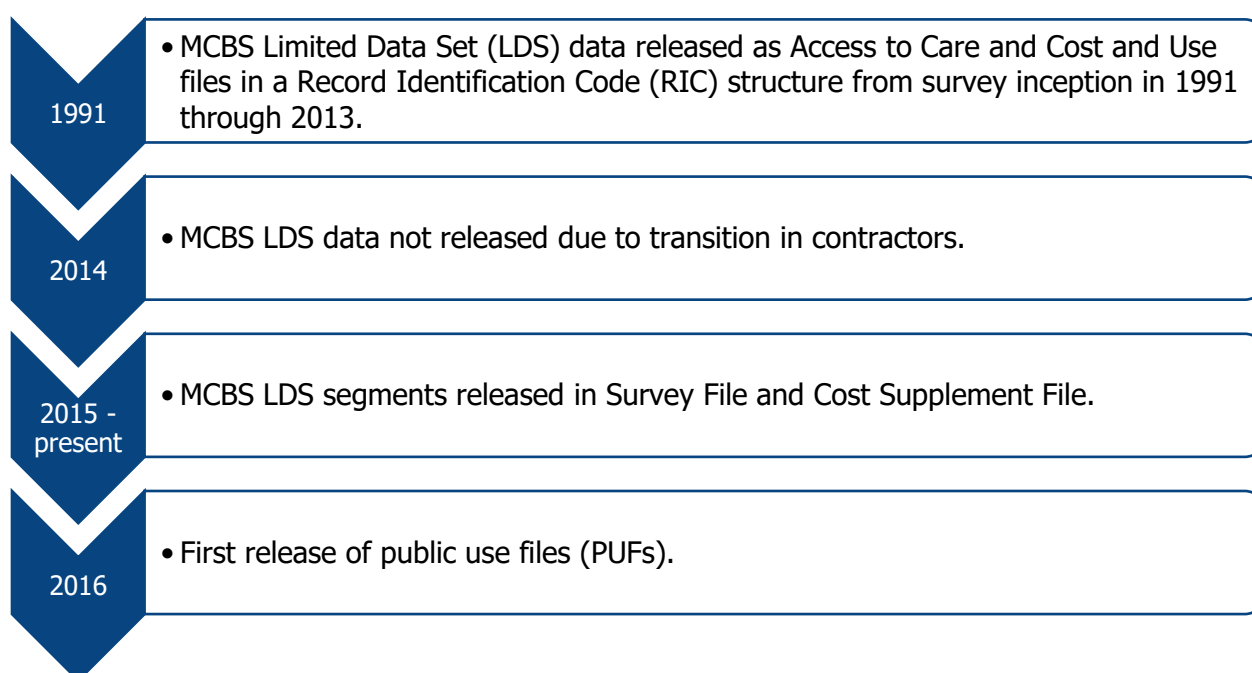 1991
• MCBS Limited Data Set (LDS) data released as Access to Care and Cost and Use
files in a Record Identification Code (RIC) structure from survey inception in 1991
through 2013.
2014
• MCBS LDS data not released due to transition in contractors.
2015 -
present
• MCBS LDS segments released in Survey File and Cost Supplement File.
2016
• First release of public use files (PUFs).